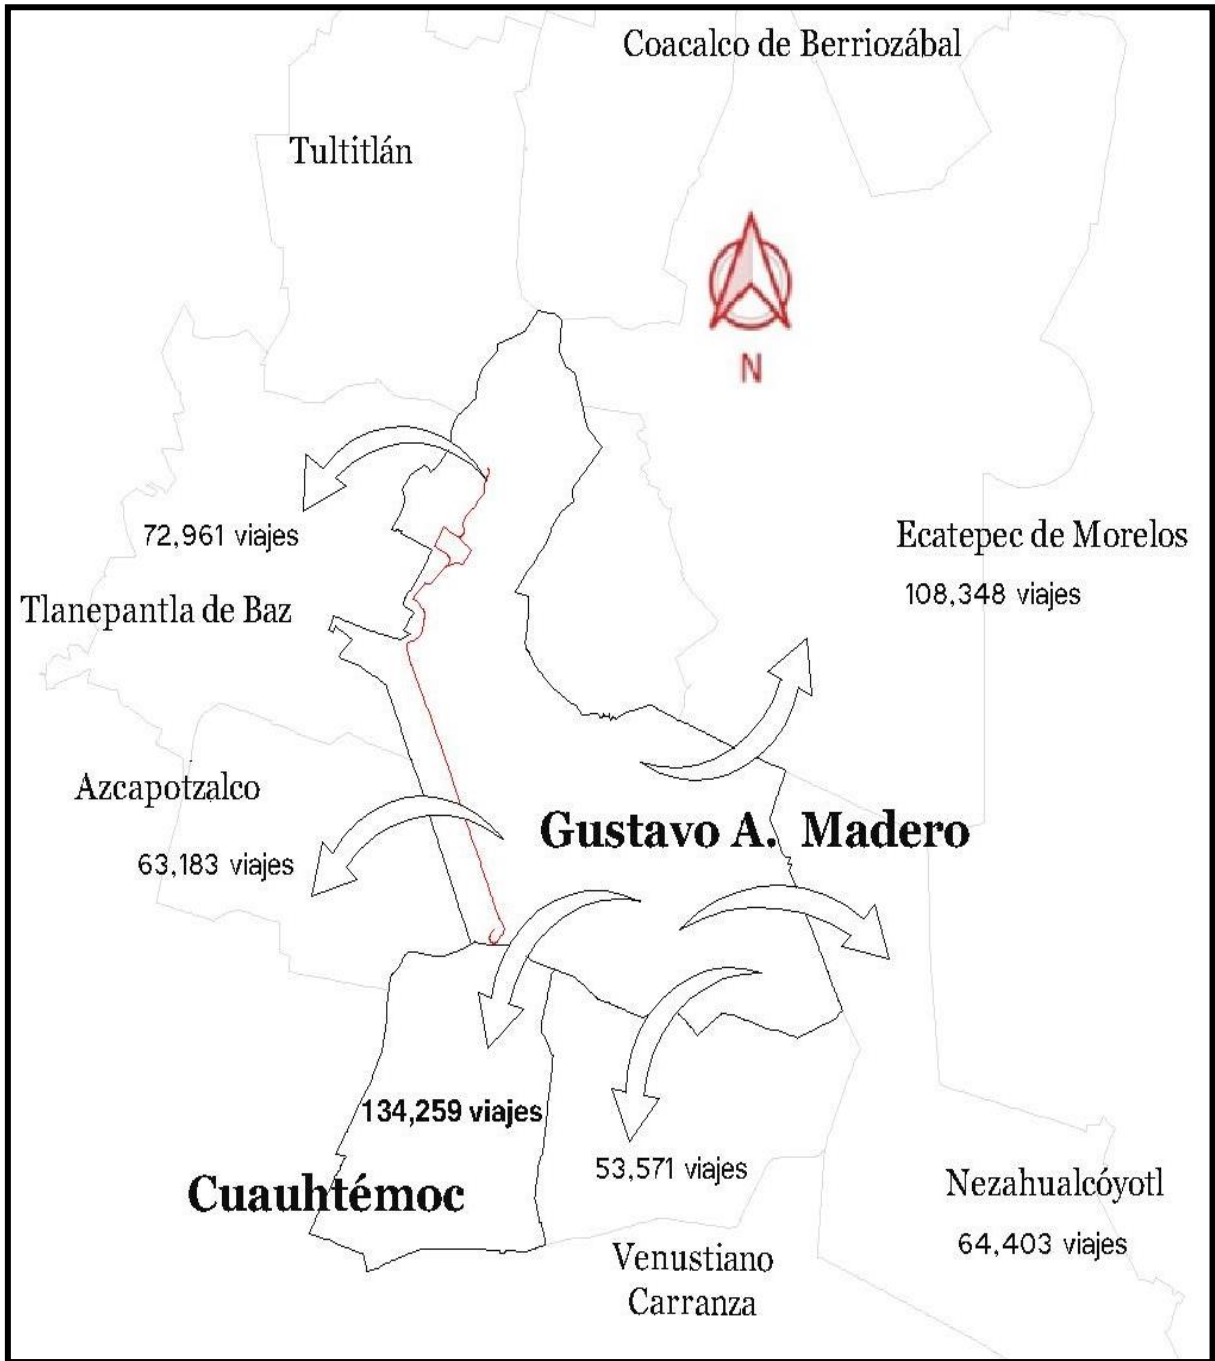 Coacalco de Berriozábal
Tultitlán
N
72,961 viajes
Ecatepec de Morelos
108,348 viajes
Tlanepantla de Baz
Azcapotzalco
63,183 viajes
Gustavo A. Madero
134,259 viajes
Cuauhtémoc
53,571 viajes
Venustiano
Carranza
Nezahualcóyotl
64,403 viajes